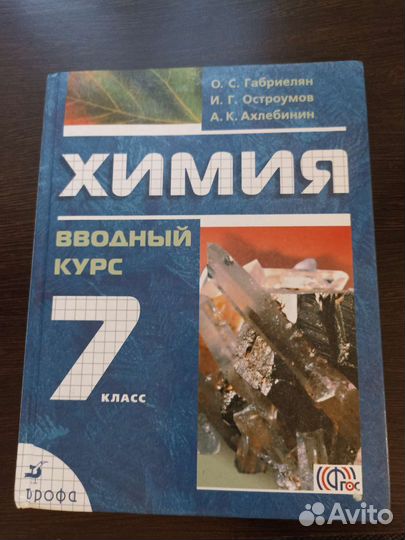 О. С. Габриелян
И. Г. Остроумов
А. К. Ахлебинин
ХИМИЯ
ВВОДНЫЙ
КУРС
7
КЛАСС
дрофа
ФГОС
Avito